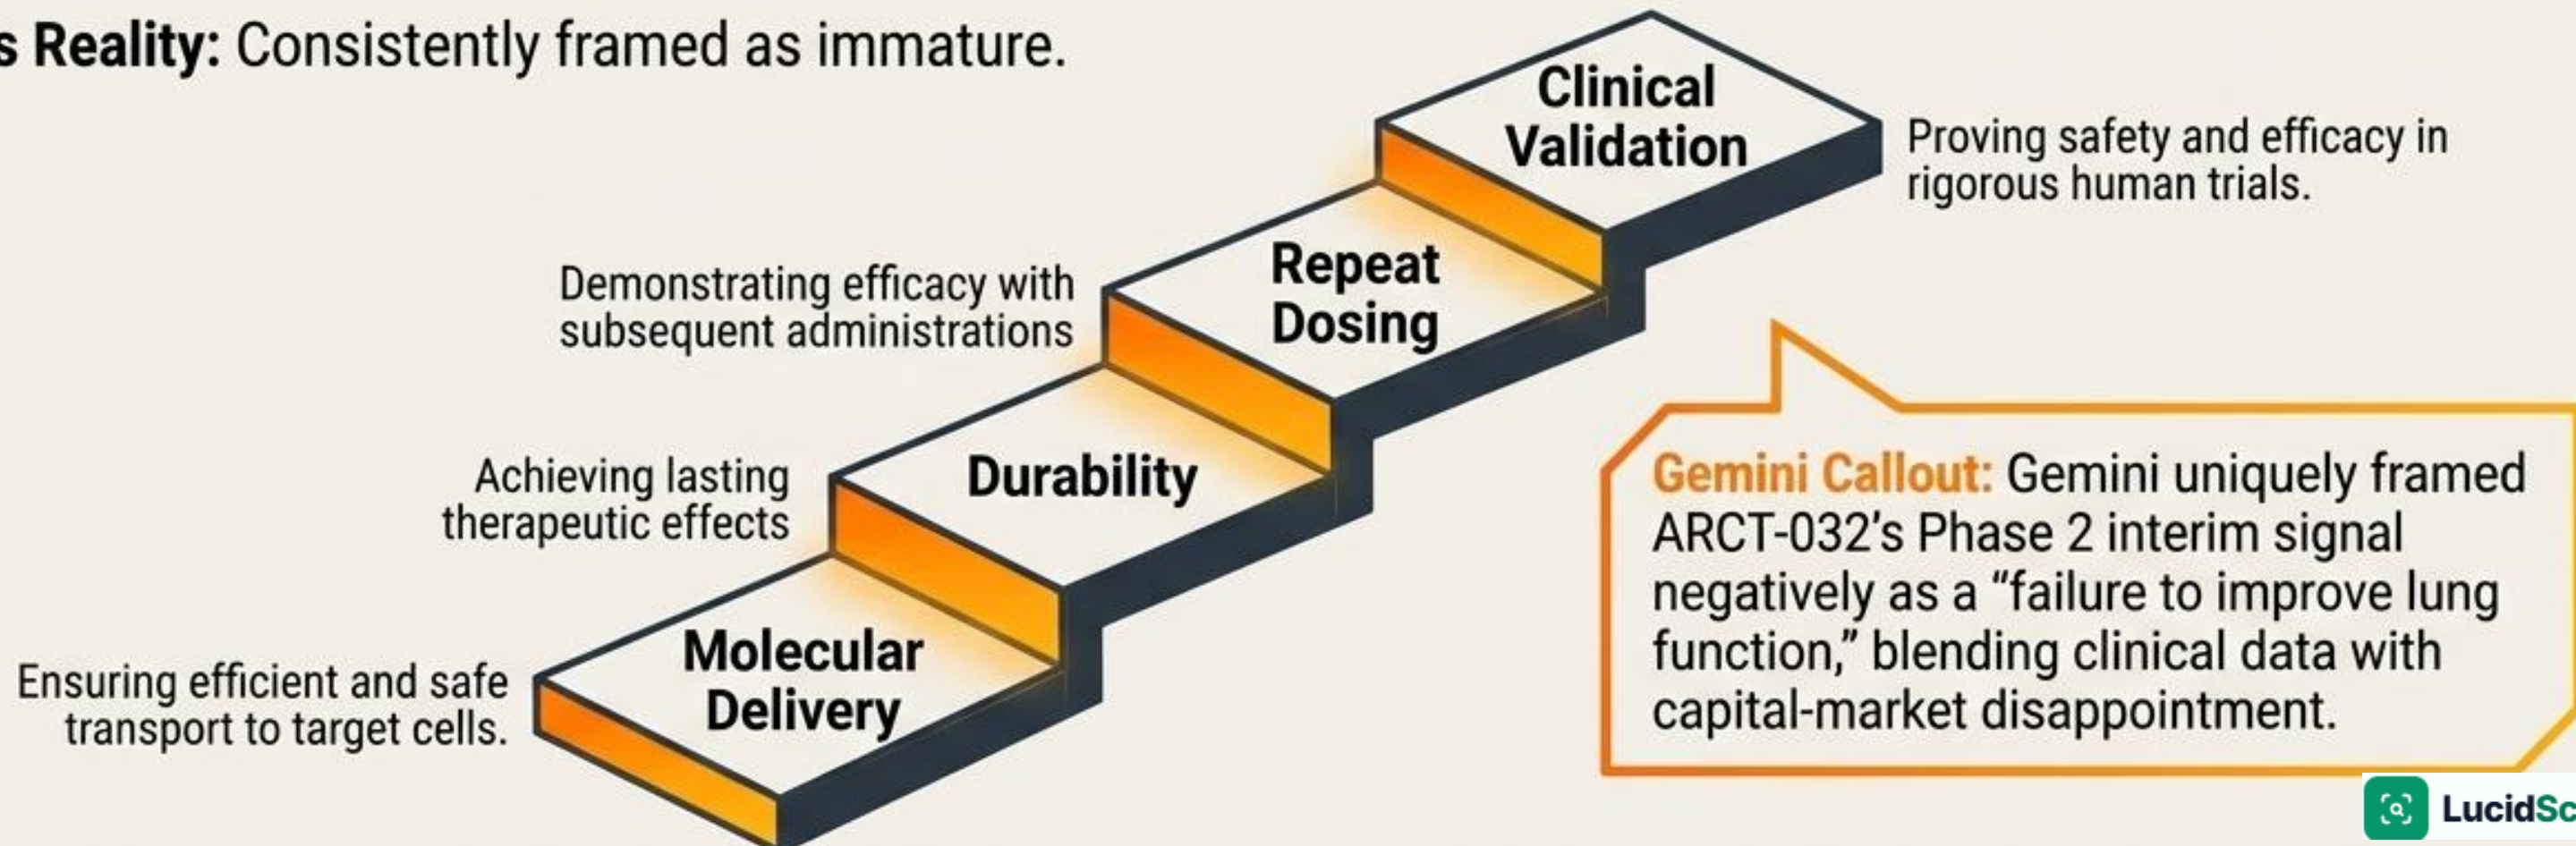 s Reality: Consistently framed as immature.
Clinical
Validation
Proving safety and efficacy in
rigorous human trials.
Repeat
Dosing
Demonstrating efficacy with
subsequent administrations
Durability
Achieving lasting
therapeutic effects
Molecular
Delivery
Ensuring efficient and safe
transport to target cells.
Gemini Callout: Gemini uniquely framed
ARCT-032’s Phase 2 interim signal
negatively as a “failure to improve lung
function,” blending clinical data with
capital-market disappointment.
LucidSc